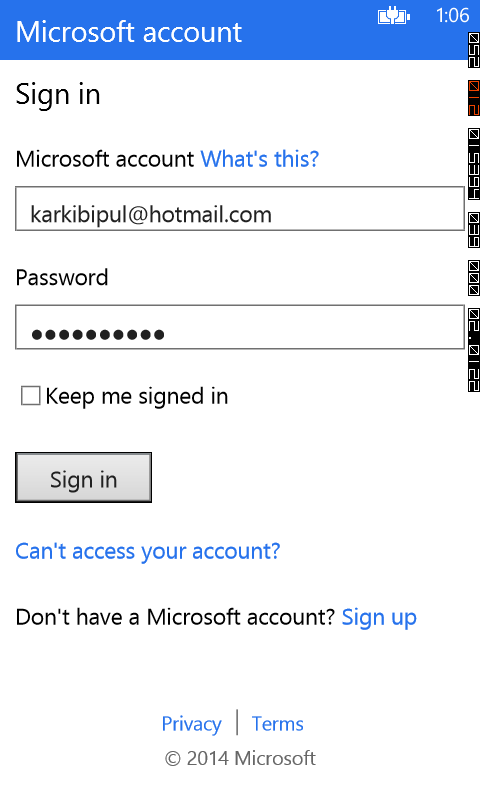 1:06
Microsoft account
Sign in
Microsoft account What's this?
karkibipul@hotmail.com
Password
Keep me signed in
Sign in
Can't access your account?
Don't have a Microsoft account? Sign up
Privacy | Terms
© 2014 Microsoft